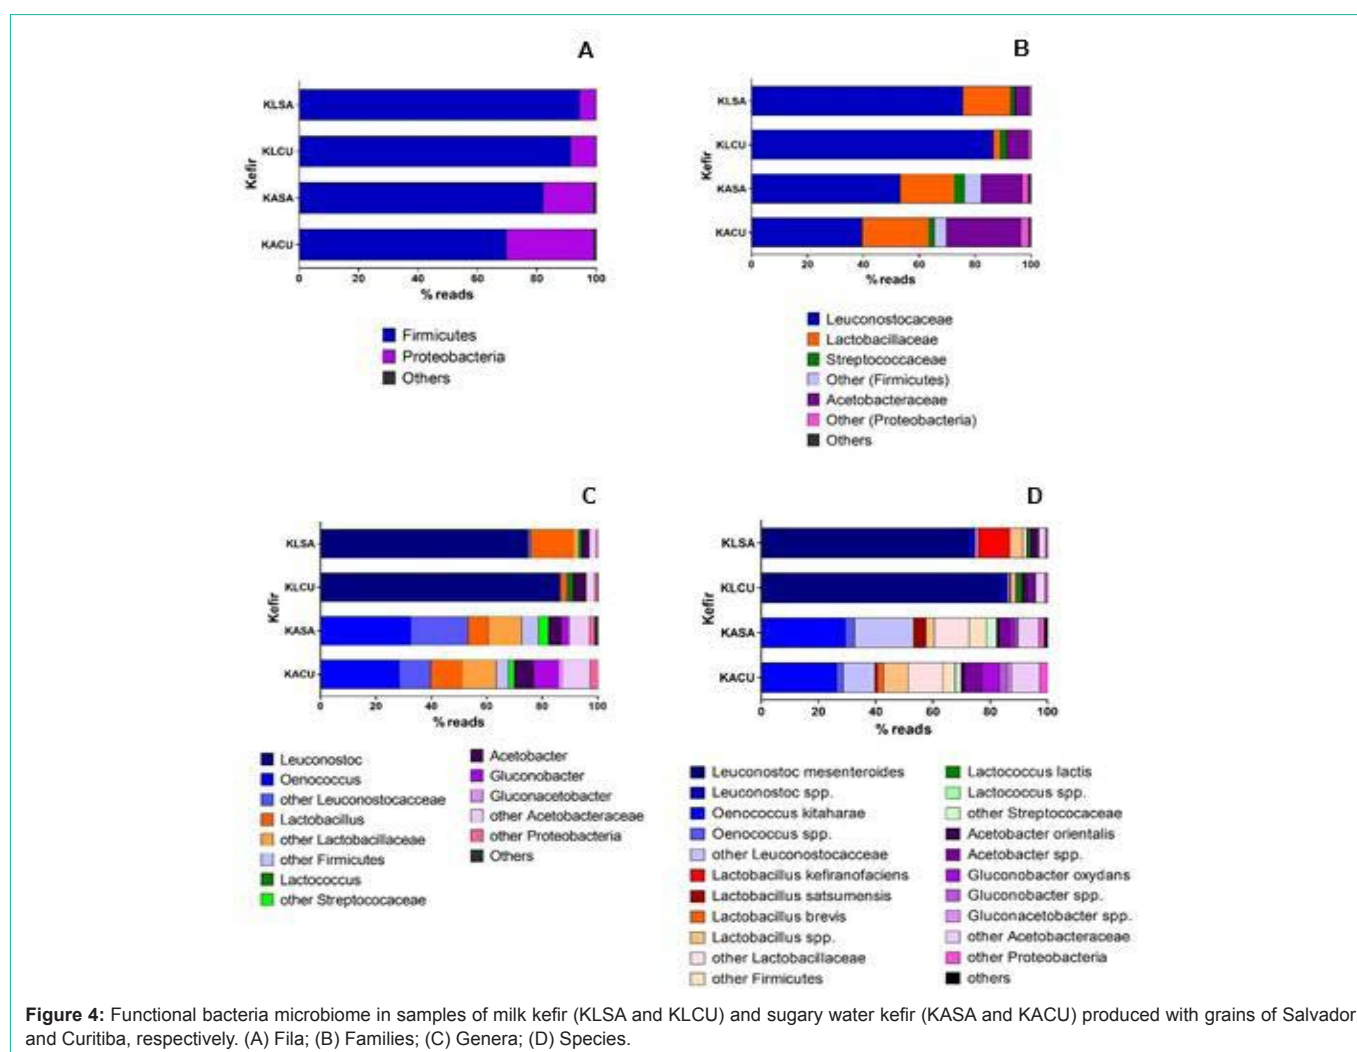 A
KLSA
KLCU
KASA
KACU
Kefir
0 20 40 60 80 100
% reads
Firmicutes
Proteobacteria
Others
B
KLSA
KLCU
KASA
KACU
Kefir
0 20 40 60 80 100
% reads
Leuconostocaceae
Lactobacillaceae
Streptococcaceae
Other (Firmicutes)
Acetobacteraceae
Other (Proteobacteria)
Others
C
KLSA
KLCU
KASA
KACU
Kefir
0 20 40 60 80 100
% reads
Leuconostoc
Oenococcus
other Leuconostocacceae
Lactobacillus
other Lactobacillaceae
other Firmicutes
Lactococcus
other Streptococaceae
Acetobacter
Gluconobacter
Gluconacetobacter
other Acetobacteraceae
other Proteobacteria
Others
D
KLSA
KLCU
KASA
KACU
Kefir
0 20 40 60 80 100
% reads
Leuconostoc mesenteroides
Leuconostoc spp.
Oenococcus kitaharae
Oenococcus spp.
other Leuconostocacceae
Lactobacillus kefiranofaciens
Lactobacillus satsumensis
Lactobacillus brevis
Lactobacillus spp.
other Lactobacillaceae
other Firmicutes
Lactococcus lactis
Lactococcus spp.
other Streptococaceae
Acetobacter orientalis
Acetobacter spp.
Gluconobacter oxydans
Gluconobacter spp.
Gluconacetobacter spp.
other Acetobacteraceae
other Proteobacteria
others
Figure 4: Functional bacteria microbiome in samples of milk kefir (KLSA and KLCU) and sugary water kefir (KASA and KACU) produced with grains of Salvador
and Curitiba, respectively. (A) Fila; (B) Families; (C) Genera; (D) Species.